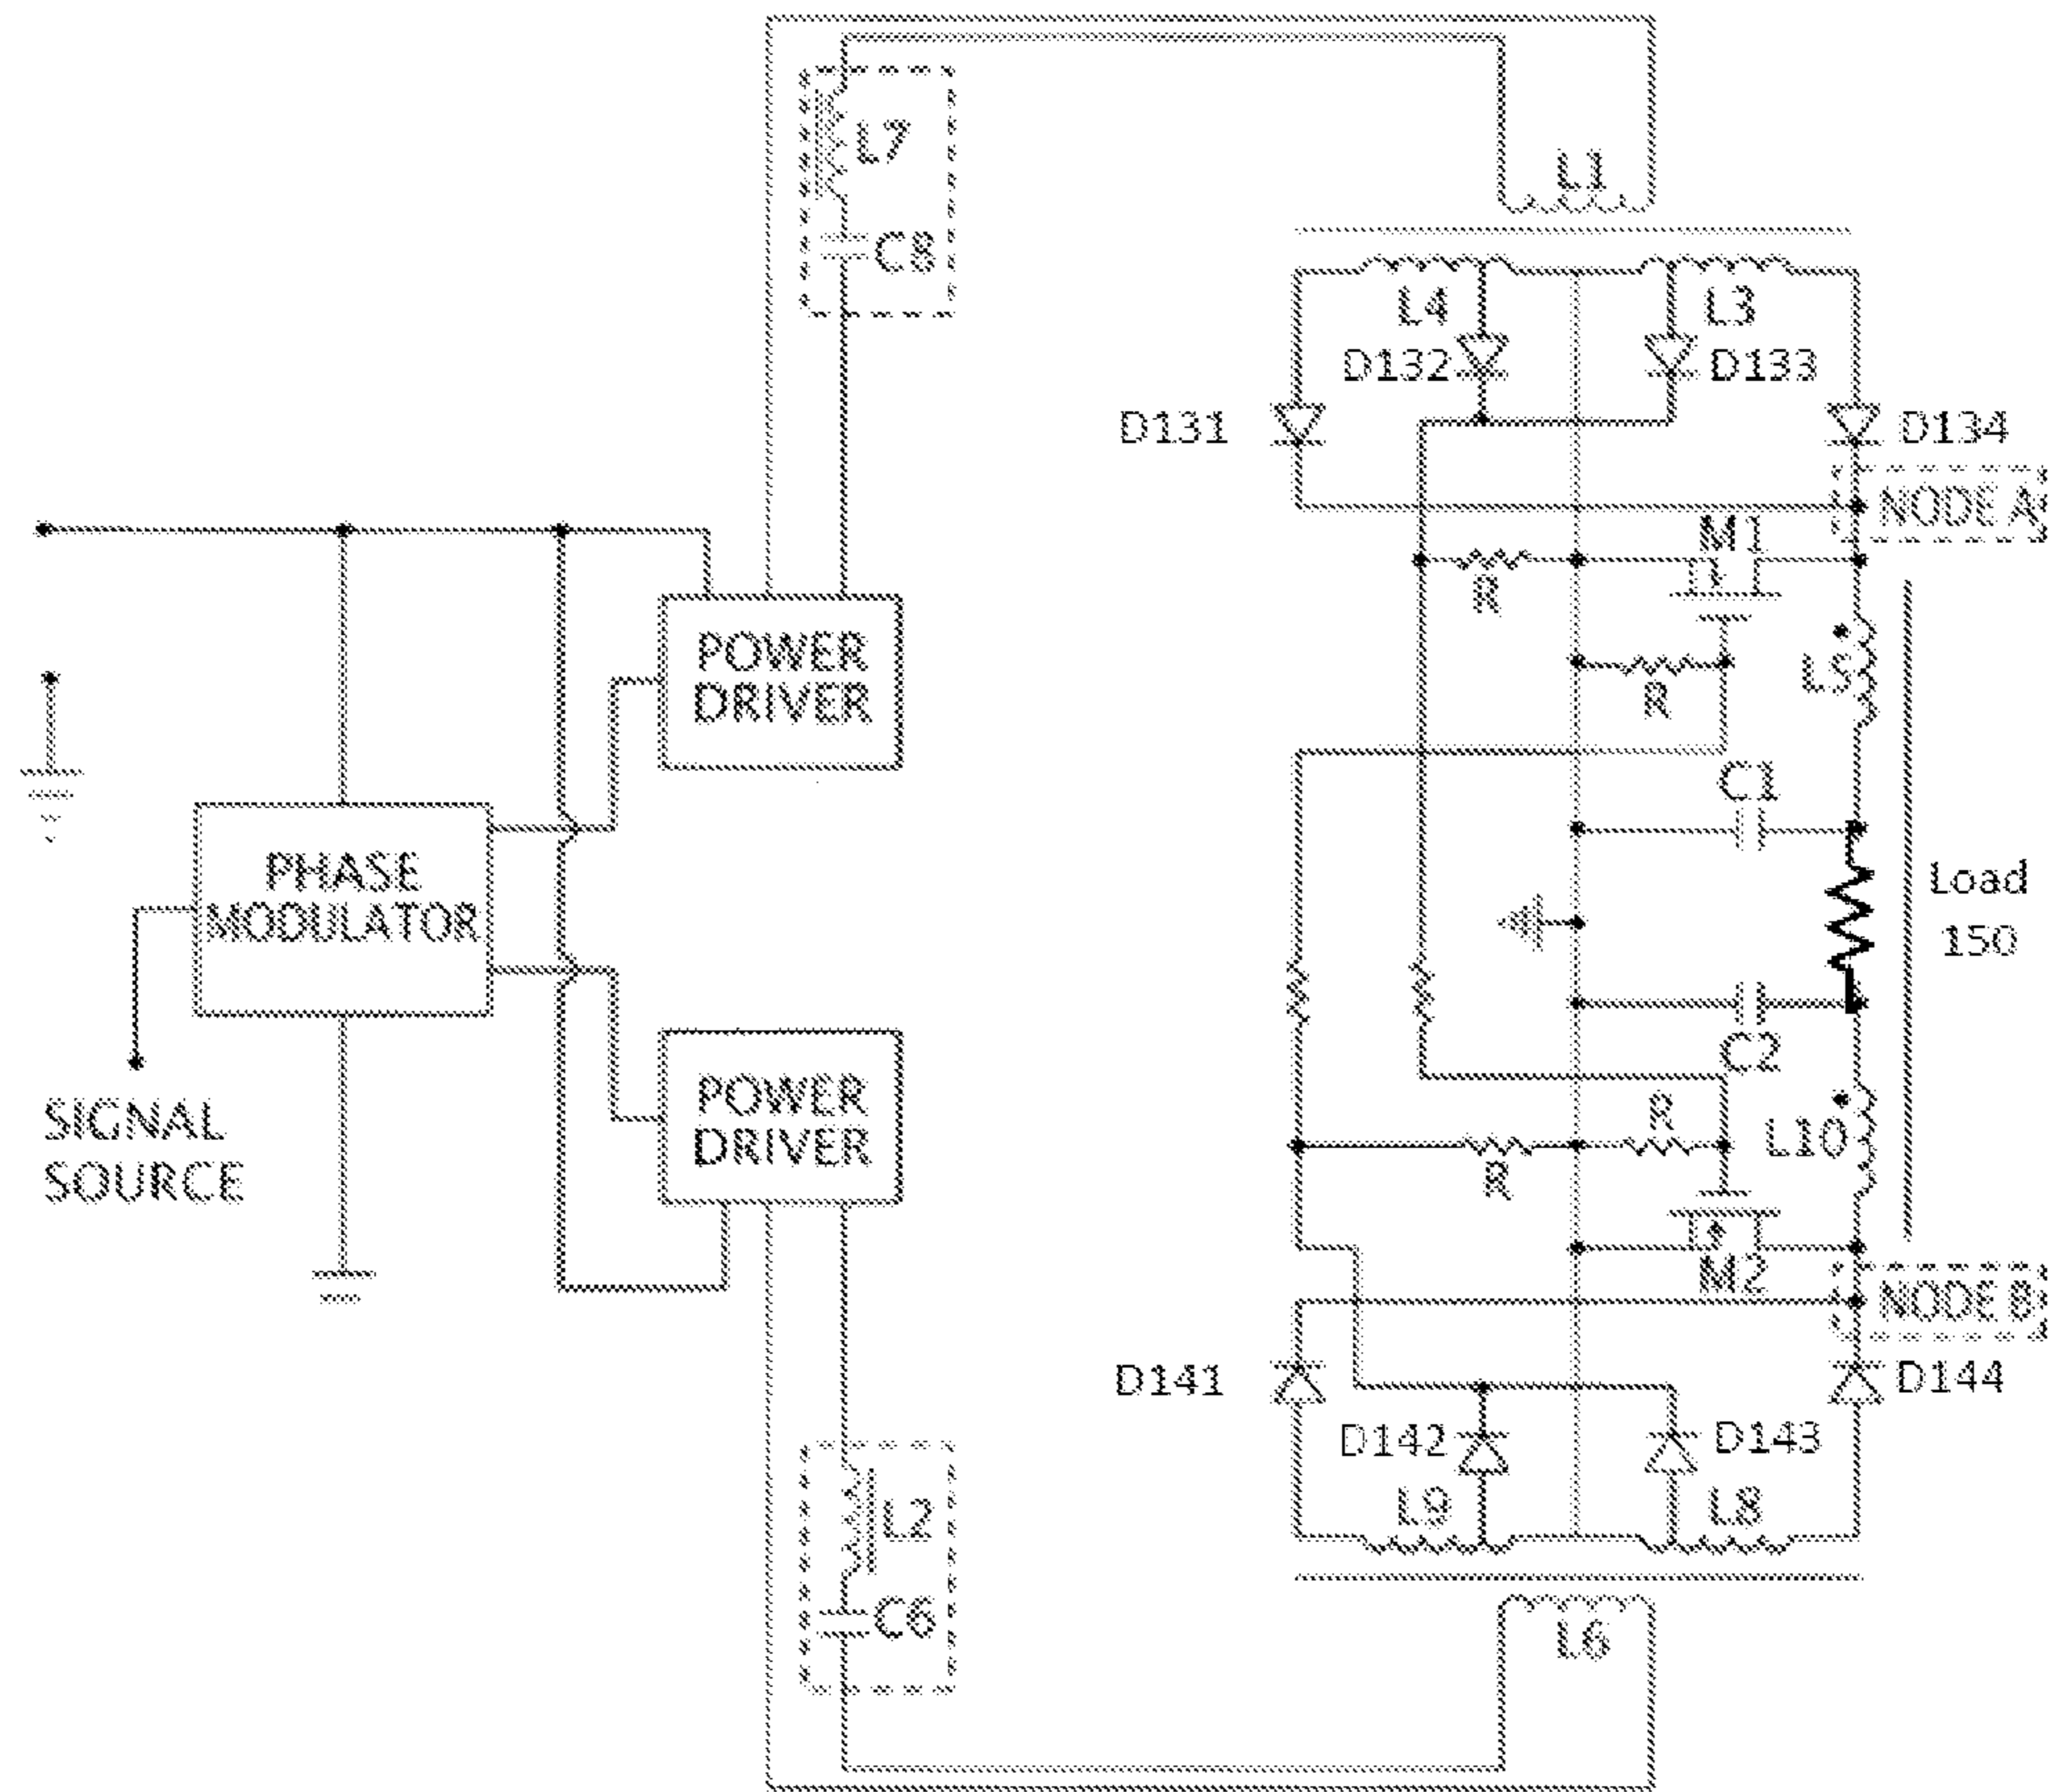 L7
C8
L1
L4
L3
D132
D133
D131
D134
NODE A
M1
R
R
L5
POWER
DRIVER
C1
PHASE
MODULATOR
Load
150
C2
SIGNAL
SOURCE
POWER
DRIVER
R
R
L10
M2
NODE B
D141
D144
D142
D143
L9
L8
L2
C6
L6